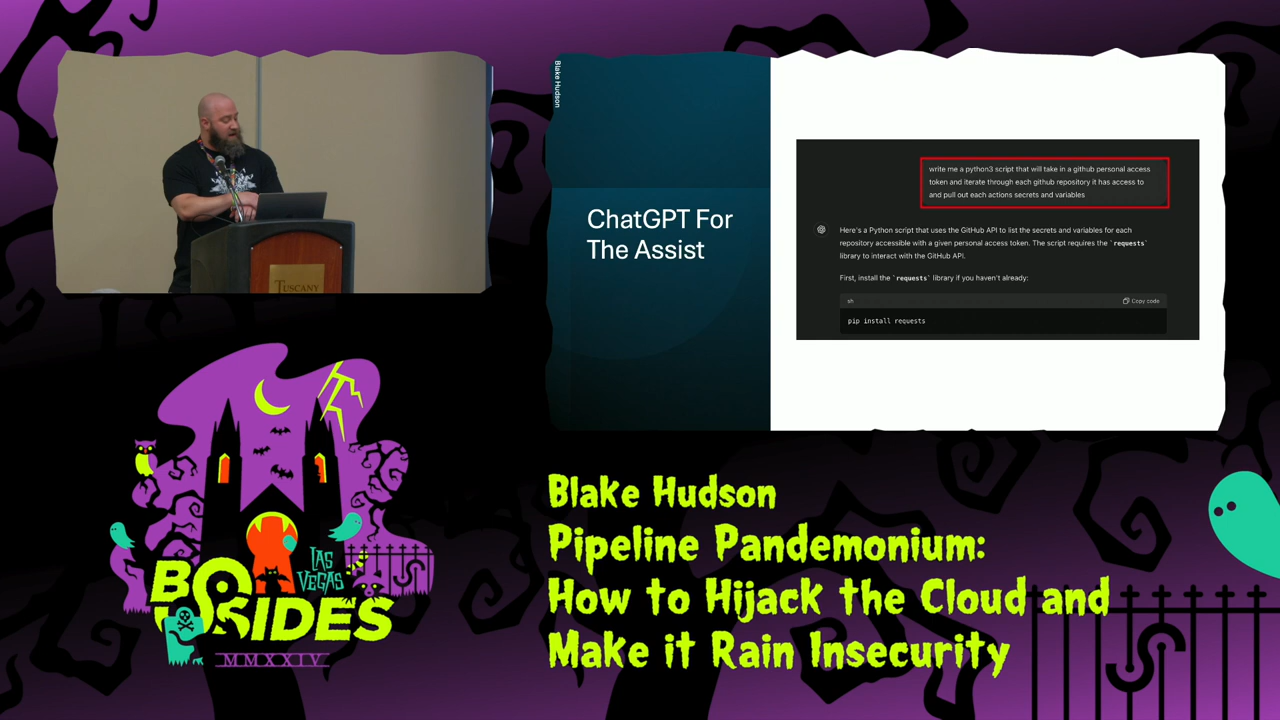 Blake Hudson
ChatGPT For
The Assist
write me a python3 script that will take in a github personal access
token and iterate through each github repository it has access to
and pull out each actions secrets and variables
Here's a Python script that uses the GitHub API to list the secrets and variables for each
repository accessible with a given personal access token. The script requires the `requests`
library to interact with the GitHub API.
First, install the `requests` library if you haven't already:
sh
Copy code
pip install requests
TUSCANY
BSIDES
LAS
VEGAS
MMXXIV
Blake Hudson
Pipeline Pandemonium:
How to Hijack the Cloud and
Make it Rain Insecurity